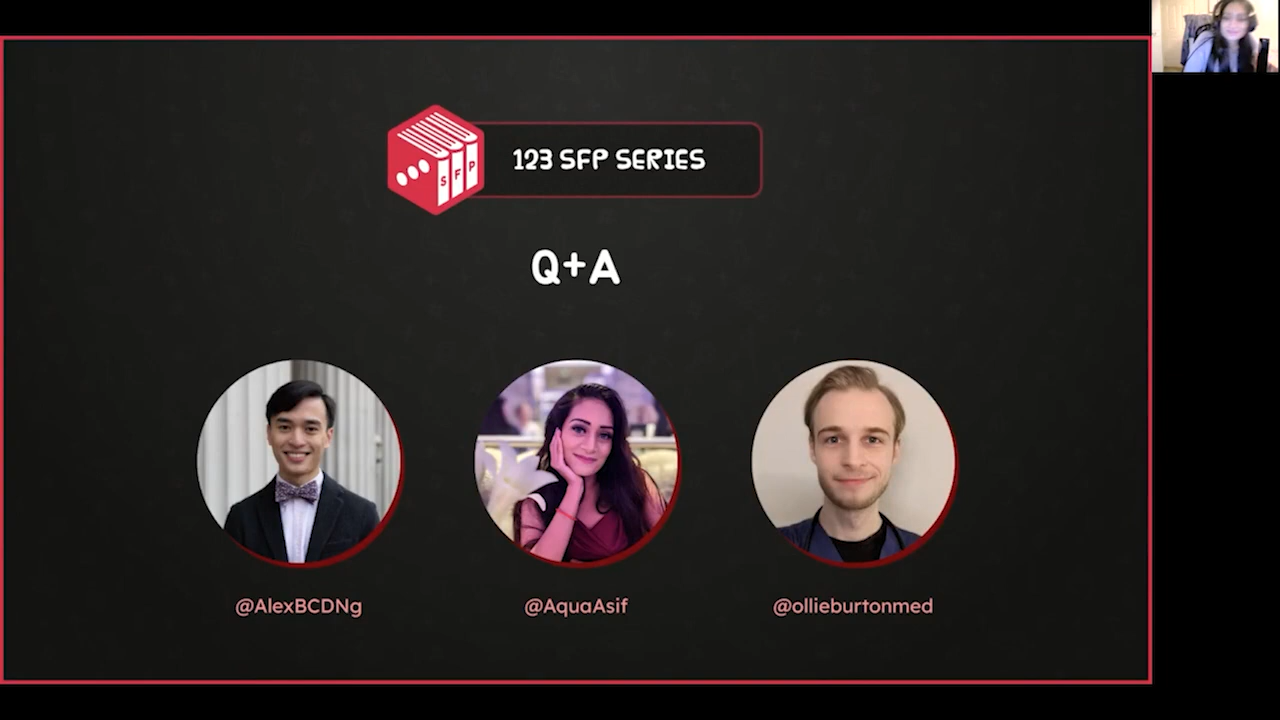 SFP
123 SFP SERIES
Q+A
@AlexBCDNg
@AquaAsif
@ollieburtonmed